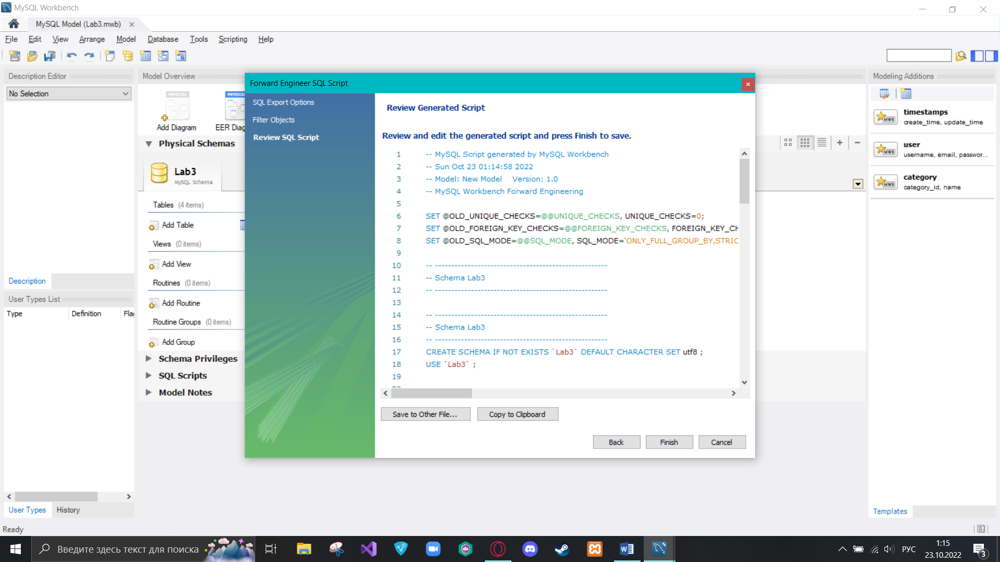 MySQL Workbench
MySQL Model (Lab3.mwb)
File Edit View Arrange Model Database Tools Scripting Help
Description Editor
No Selection
Description
User Types List
Type Definition
User Types History
Ready
Model Overview
PHYSICAL
Add Diagram
EER
Physical Schemas
Lab3
MySQL Schema
Tables (4 items)
Add Table
Views (0 items)
Add View
Routines (0 items)
Add Routine
Routine Groups (0 items)
Add Group
Schema Privileges
SQL Scripts
Model Notes
Forward Engineer SQL Script
SQL Export Options
Filter Objects
Review SQL Script
Review Generated Script
Review and edit the generated script and press Finish to save.
1 -- MySQL Script generated by MySQL Workbench
2 -- Sun Oct 23 01:14:58 2022
3 -- Model: New Model    Version: 1.0
4 -- MySQL Workbench Forward Engineering
5
6 SET @OLD_UNIQUE_CHECKS=@@UNIQUE_CHECKS, UNIQUE_CHECKS=0;
7 SET @OLD_FOREIGN_KEY_CHECKS=@@FOREIGN_KEY_CHECKS, FOREIGN_KEY_CH
8 SET @OLD_SQL_MODE=@@SQL_MODE, SQL_MODE='ONLY_FULL_GROUP_BY,STRIC
9
10 -- -----------------------------------------------------
11 -- Schema Lab3
12 -- -----------------------------------------------------
13
14 -- -----------------------------------------------------
15 -- Schema Lab3
16 -- -----------------------------------------------------
17 CREATE SCHEMA IF NOT EXISTS `Lab3` DEFAULT CHARACTER SET utf8 ;
18 USE `Lab3` ;
19
Save to Other File... Copy to Clipboard
Back Finish Cancel
Modeling Additions
timestamps
create_time, update_time
user
username, email, passwor...
category
category_id, name
Templates
Введите здесь текст для поиска
РУС
1:15
23.10.2022
3